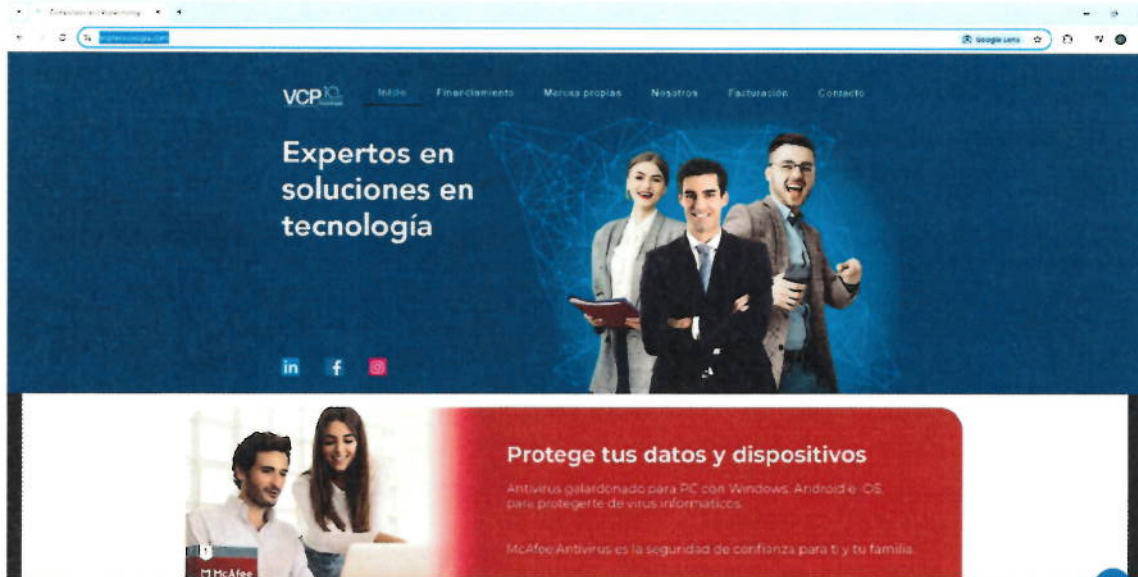 Google Lens
VCP
Inicio Financiamiento Marcas propias Nosotros Facturación Contacto
Expertos en
soluciones en
tecnología
in f
Protege tus datos y dispositivos
Antivirus galardonado para PC con Windows, Android e iOS,
para protegerte de virus informáticos.
McAfee Antivirus es la seguridad de confianza para ti y tu familia.
McAfee